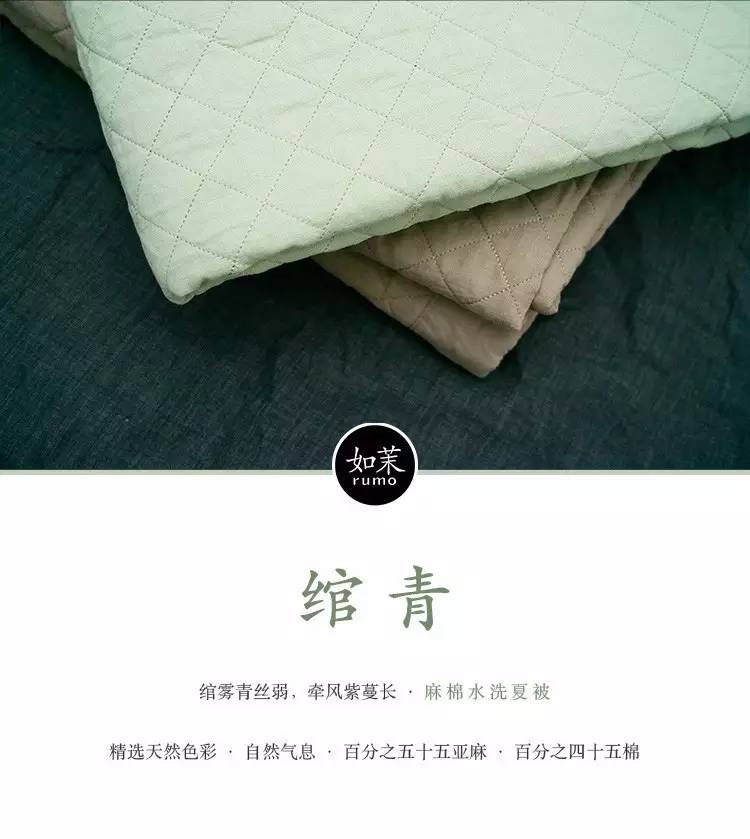 如茉
rumo
绾青
绾雾青丝弱,牵风紫蔓长 · 麻棉水洗夏被
精选天然色彩 · 自然气息 · 百分之五十五亚麻 · 百分之四十五棉